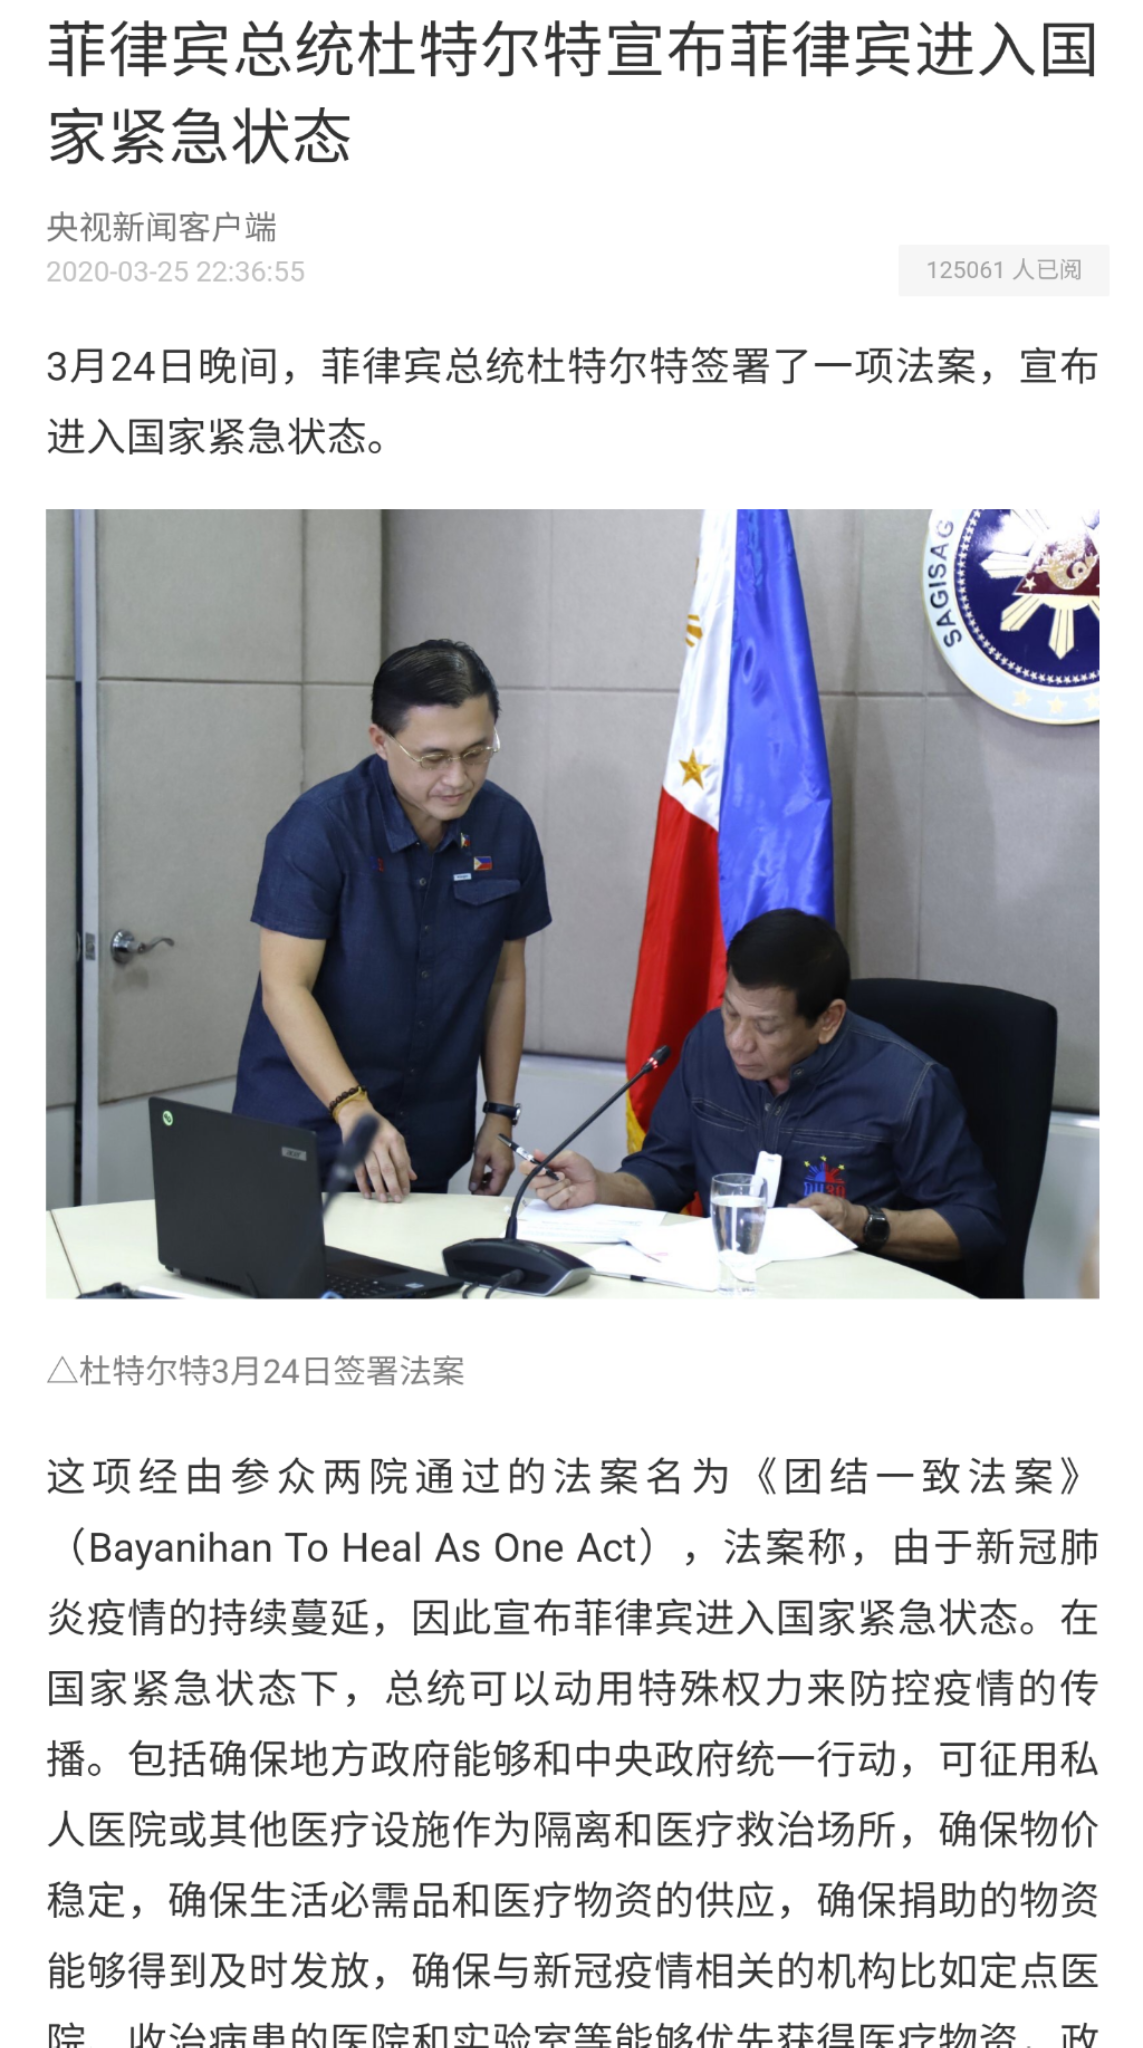 菲律宾总统杜特尔特宣布菲律宾进入国
家紧急状态
央视新闻客户端
2020-03-25 22:36:55
125061 人已阅
3月24日晚间，菲律宾总统杜特尔特签署了一项法案，宣布
进入国家紧急状态。
SAGISAG
acer
△杜特尔特3月24日签署法案
这项经由参众两院通过的法案名为《团结一致法案》
（Bayanihan To Heal As One Act），法案称，由于新冠肺
炎疫情的持续蔓延，因此宣布菲律宾进入国家紧急状态。在
国家紧急状态下，总统可以动用特殊权力来防控疫情的传
播。包括确保地方政府能够和中央政府统一行动，可征用私
人医院或其他医疗设施作为隔离和医疗救治场所，确保物价
稳定，确保生活必需品和医疗物资的供应，确保捐助的物资
能够得到及时发放，确保与新冠疫情相关的机构比如定点医
院、收治病患的医院和实验室等能够优先获得医疗物资，政